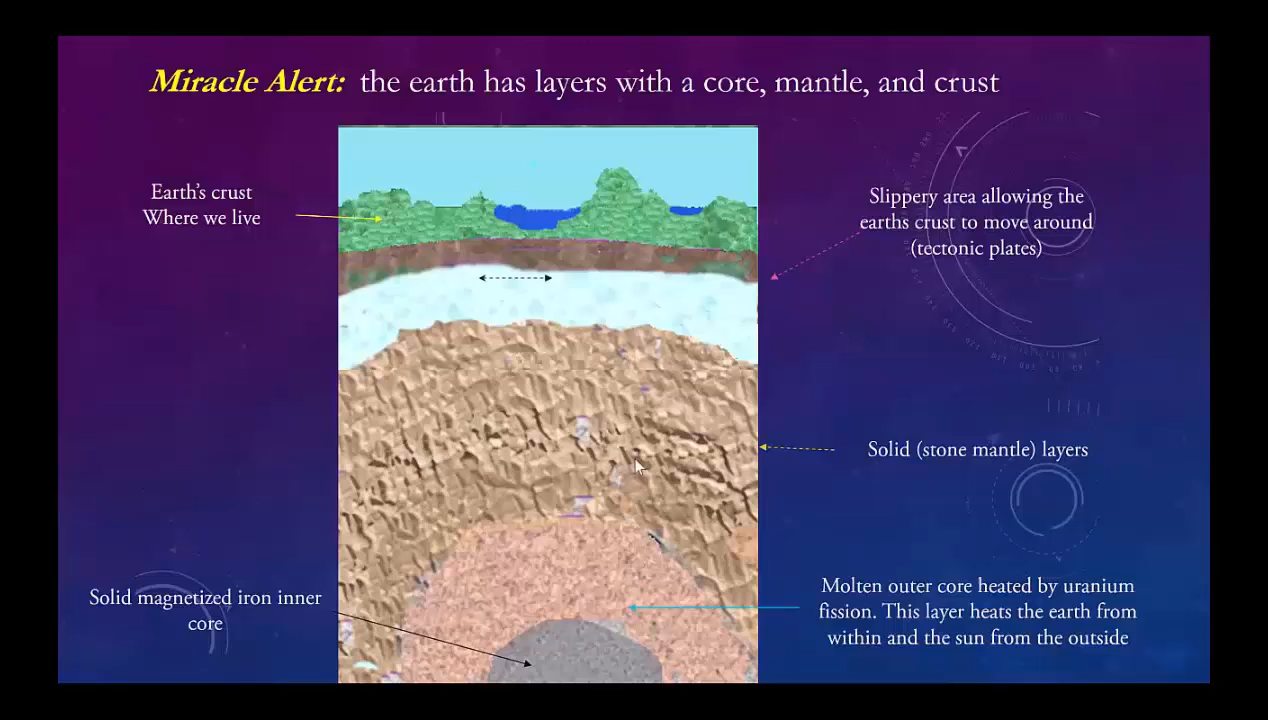 Miracle Alert: the earth has layers with a core, mantle, and crust
Earth's crust
Where we live
Slippery area allowing the
earths crust to move around
(tectonic plates)
Solid (stone mantle) layers
Solid magnetized iron inner
core
Molten outer core heated by uranium
fission. This layer heats the earth from
within and the sun from the outside